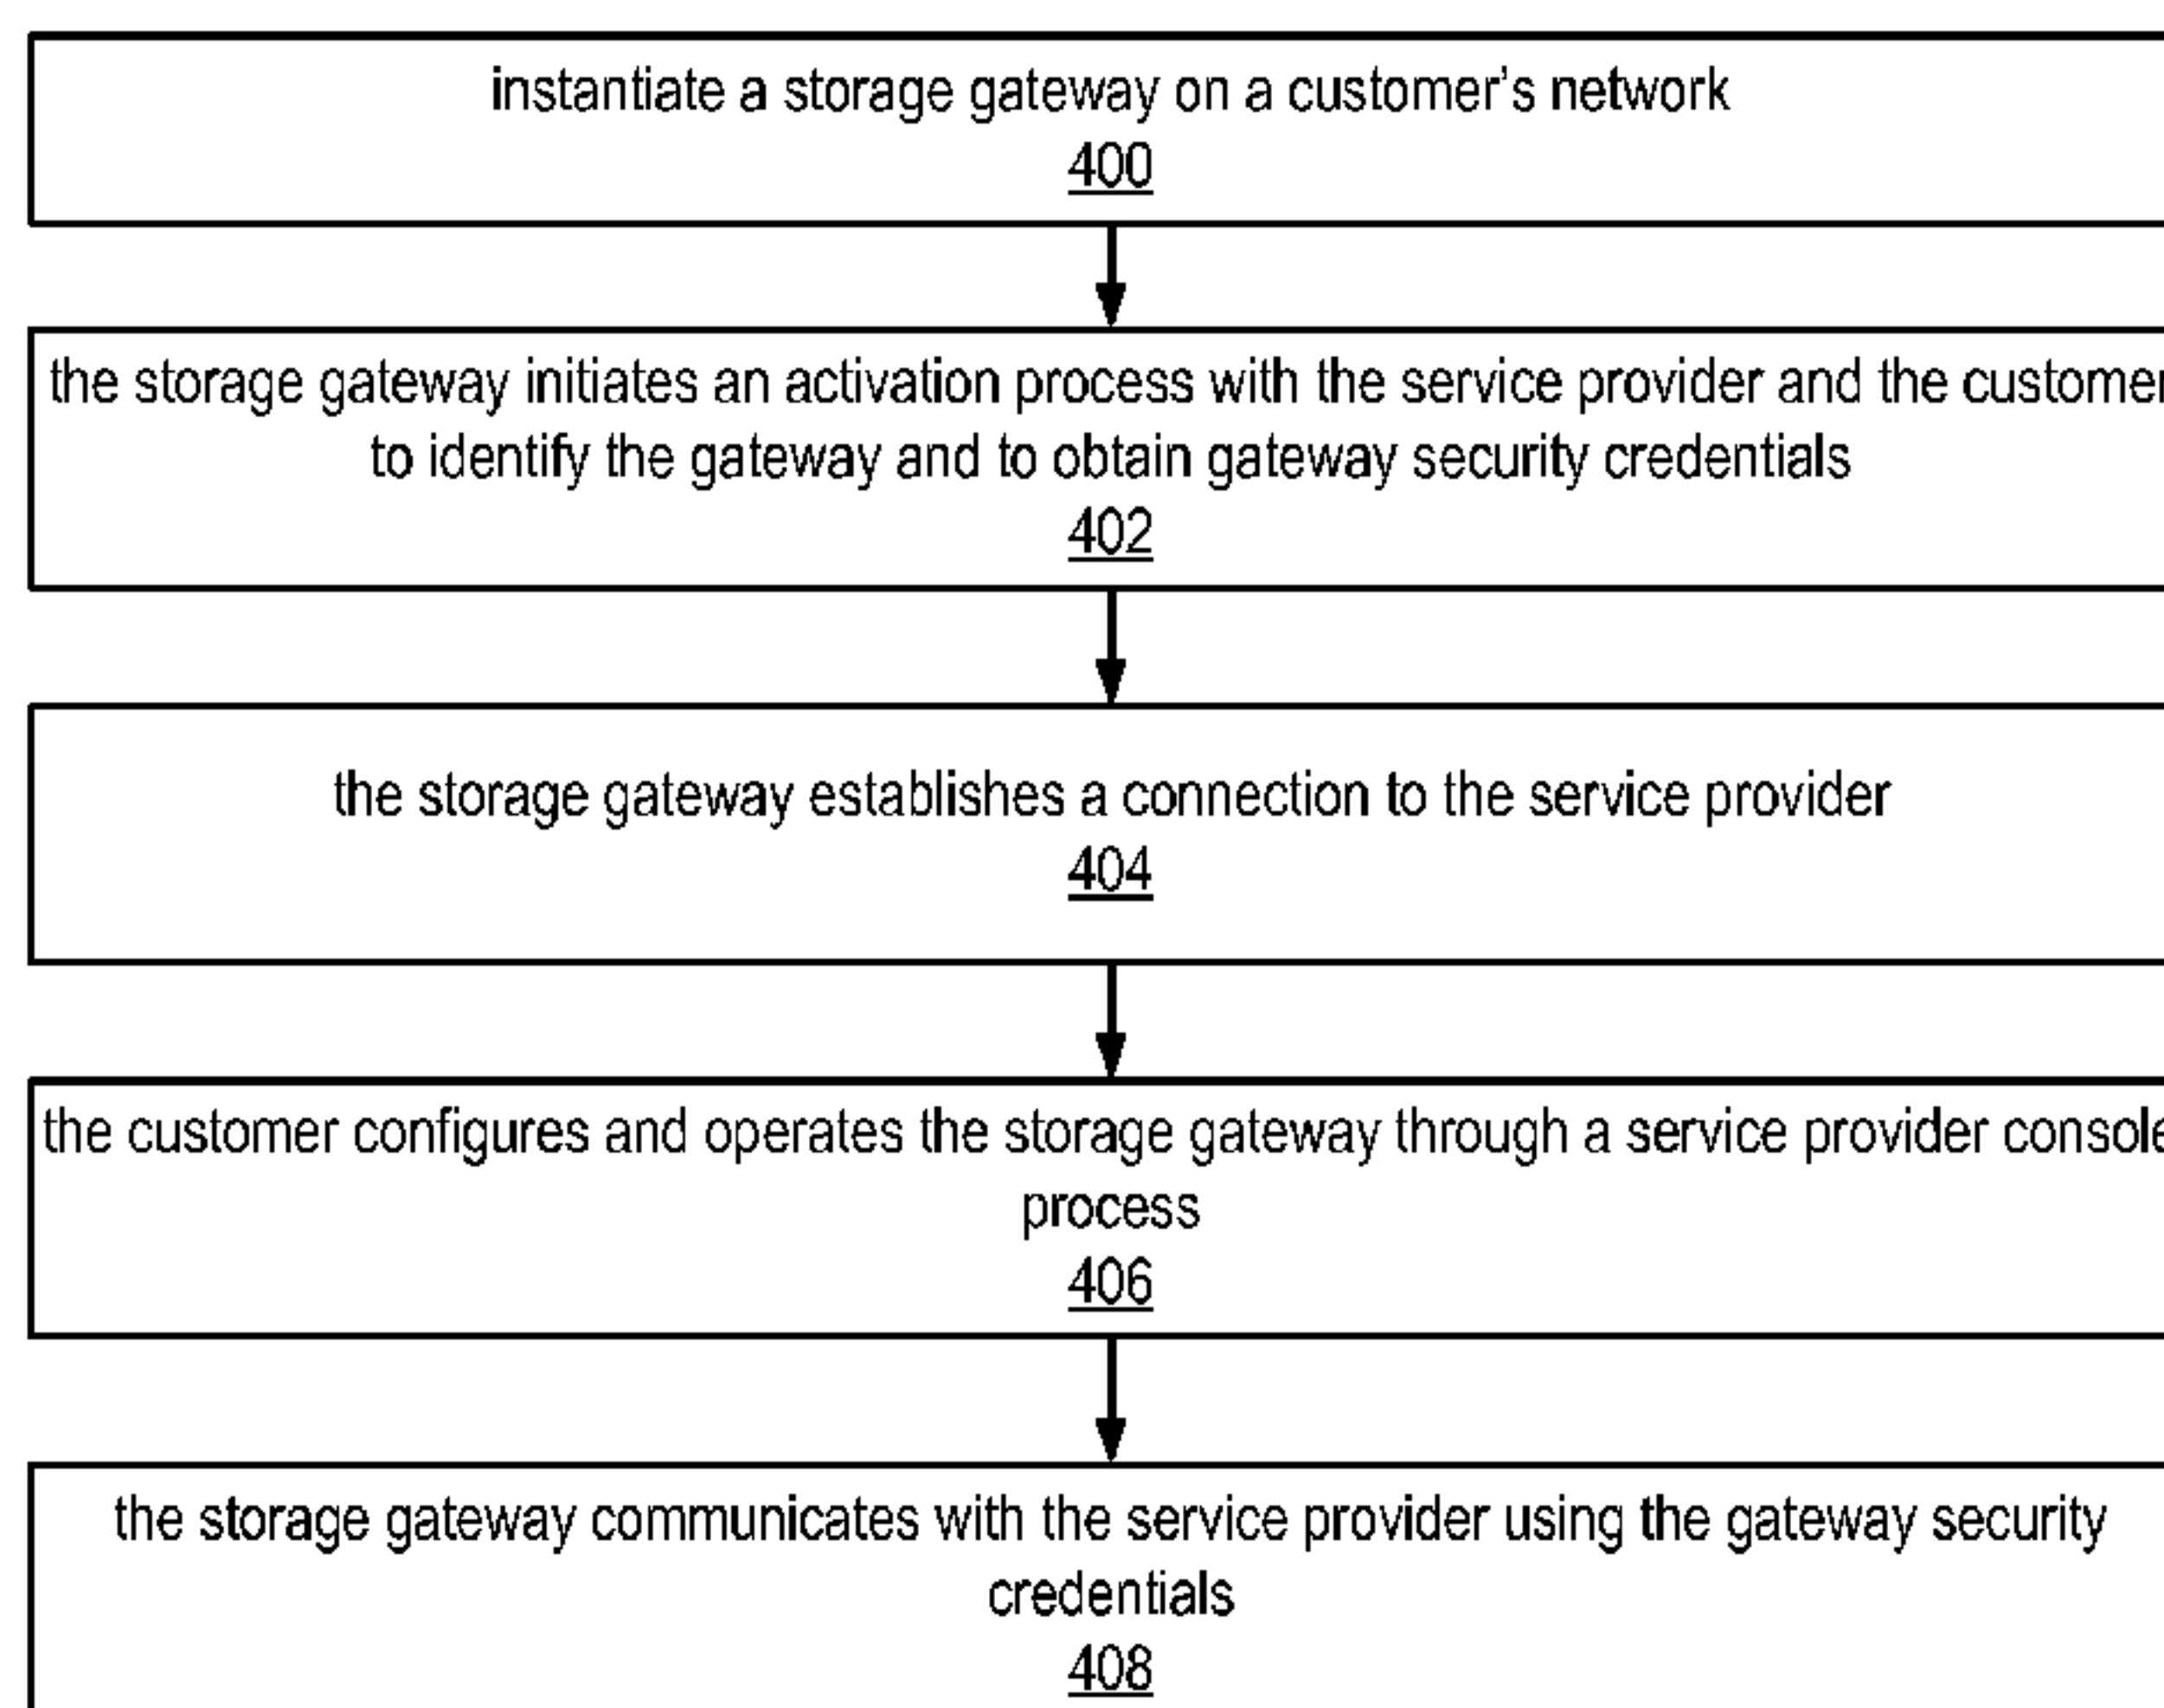 instantiate a storage gateway on a customer's network
400
the storage gateway initiates an activation process with the service provider and the customer
to identify the gateway and to obtain gateway security credentials
402
the storage gateway establishes a connection to the service provider
404
the customer configures and operates the storage gateway through a service provider console
process
406
the storage gateway communicates with the service provider using the gateway security
credentials
408